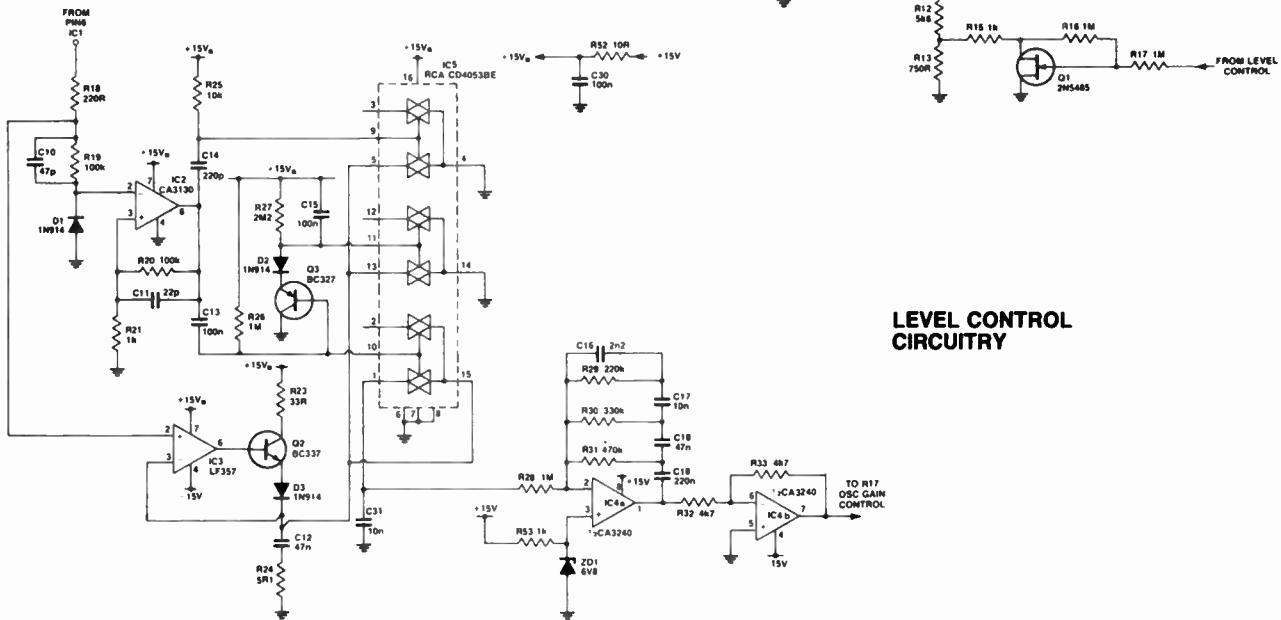 FROM
PIN6
IC1
R18
220R
C10
47p
R19
100k
D1
1N914
+15Va
R25
10k
C14
220p
+15Va
IC2
CA3130
2
3
7
4
6
R20 100k
C11
22p
R21
1k
C13
100n
+15Va
R27
2M2
C15
100n
D2
1N914
Q3
BC327
R26
1M
+15Va
IC5
RCA CD4053BE
16
3
9
5
4
12
11
13
14
2
10
1
15
6
7
8
+15Va
R52 10R
+15V
C30
100n
R12
5k6
R13
750R
R15 1k
R16 1M
R17 1M
Q1
2N5485
FROM LEVEL
CONTROL
LEVEL CONTROL
CIRCUITRY
+15Va
R23
33R
+15Va
2
3
7
4
6
IC3
LF357
15V
Q2
BC337
D3
1N914
C12
47n
R24
5R1
C31
10n
C16
2n2
R29 220k
C17
10n
R30 330k
C18
47n
R31 470k
C19
220n
R28 1M
+15V
2
3
8
1
IC4a
½CA3240
+15V
R53 1k
ZD1
6V8
R32 4k7
R33 4k7
½CA3240
6
5
7
4
IC4b
15V
TO R17
OSC GAIN
CONTROL